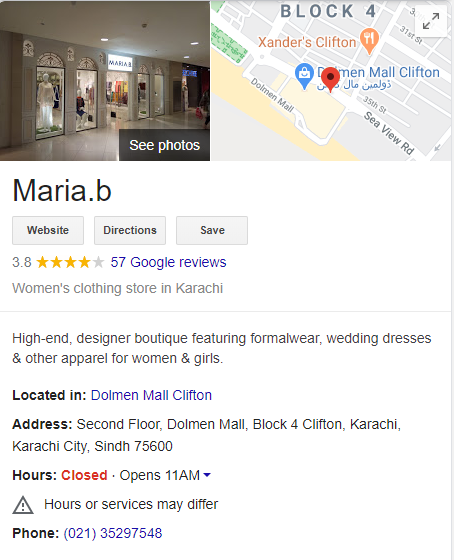 BLOCK 4
Xander's Clifton
Dolmen Mall Clifton
ڈولمین مال کلفٹن
Dolmen Mall
35th St
35th St
Sea View Rd
MARIA.B
See photos
Maria.b
Website
Directions
Save
3.8 57 Google reviews
Women's clothing store in Karachi
High-end, designer boutique featuring formalwear, wedding dresses
& other apparel for women & girls.
Located in: Dolmen Mall Clifton
Address: Second Floor, Dolmen Mall, Block 4 Clifton, Karachi,
Karachi City, Sindh 75600
Hours: Closed · Opens 11AM
Hours or services may differ
Phone: (021) 35297548